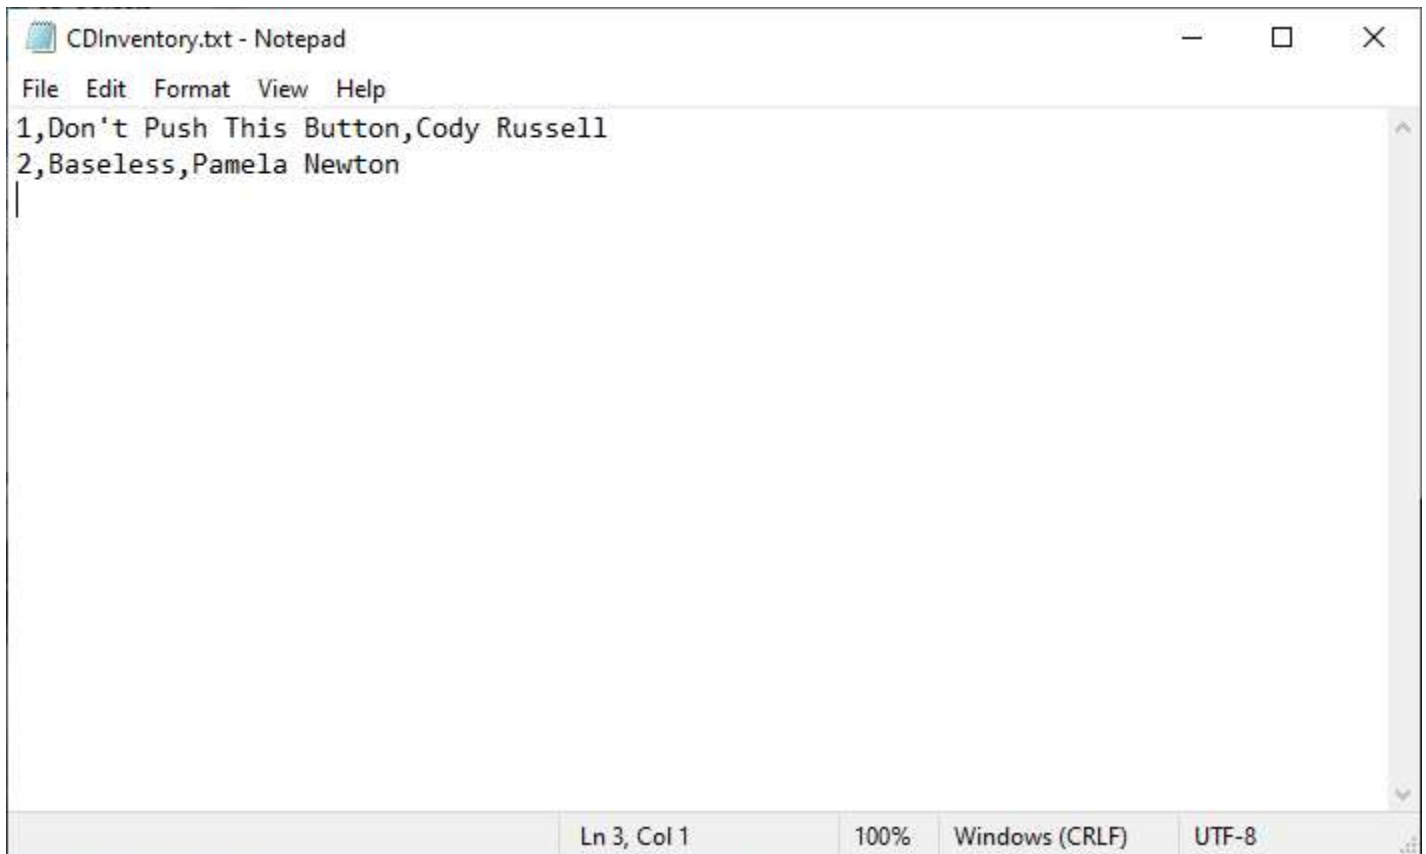 CDInventory.txt - Notepad
File Edit Format View Help
1,Don't Push This Button,Cody Russell
2,Baseless,Pamela Newton
Ln 3, Col 1 100% Windows (CRLF) UTF-8